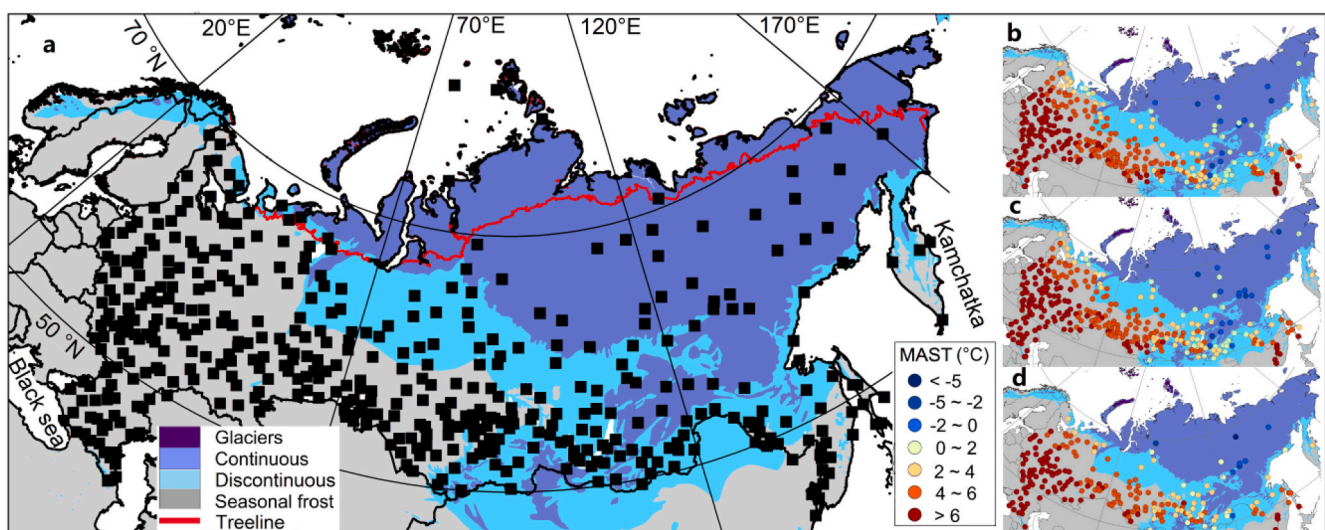 a
70 °N
20°E
70°E
120°E
170°E
50 °N
Black sea
Kamchatka
Glaciers
Continuous
Discontinuous
Seasonal frost
Treeline
MAST (°C)
< -5
-5 ~ -2
-2 ~ 0
0 ~ 2
2 ~ 4
4 ~ 6
> 6
b
c
d